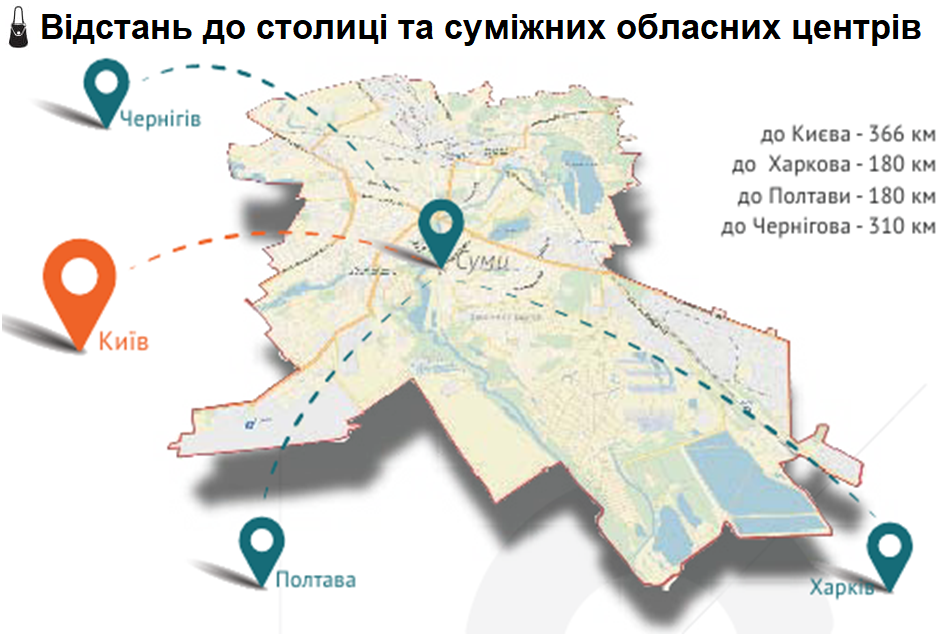 Відстань до столиці та суміжних обласних центрів
Чернігів
до Києва - 366 км
до Харкова - 180 км
до Полтави - 180 км
до Чернігова - 310 км
Суми
Київ
Полтава
Харків